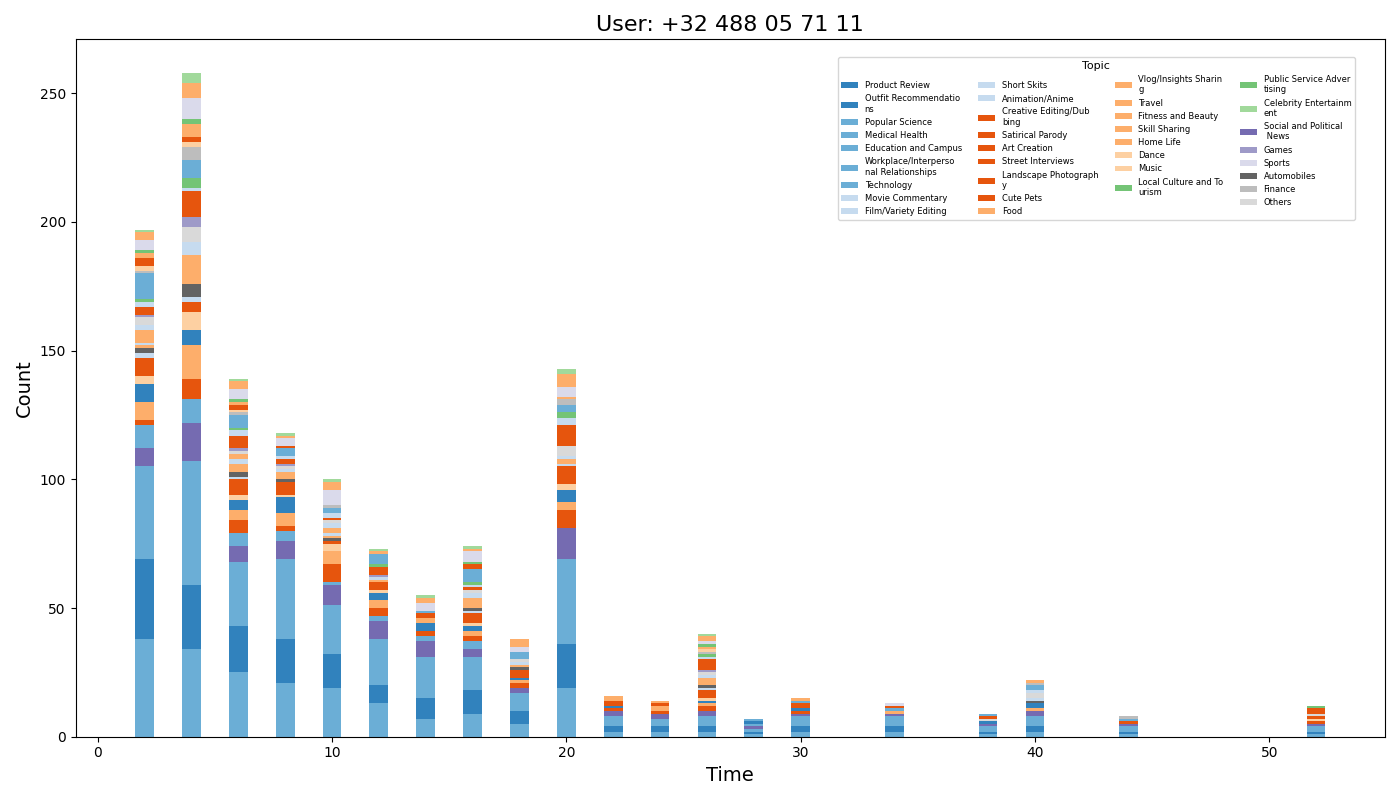 User: +32 488 05 71 11
Topic
Product Review
Outfit Recommendatio
ns
Popular Science
Medical Health
Education and Campus
Workplace/Interperso
nal Relationships
Technology
Movie Commentary
Film/Variety Editing
Short Skits
Animation/Anime
Creative Editing/Dub
bing
Satirical Parody
Art Creation
Street Interviews
Landscape Photograph
y
Cute Pets
Food
Vlog/Insights Sharin
g
Travel
Fitness and Beauty
Skill Sharing
Home Life
Dance
Music
Local Culture and To
urism
Public Service Adver
tising
Celebrity Entertainm
ent
Social and Political
News
Games
Sports
Automobiles
Finance
Others
Count
250
200
150
100
50
0
0
10
20
30
40
50
Time